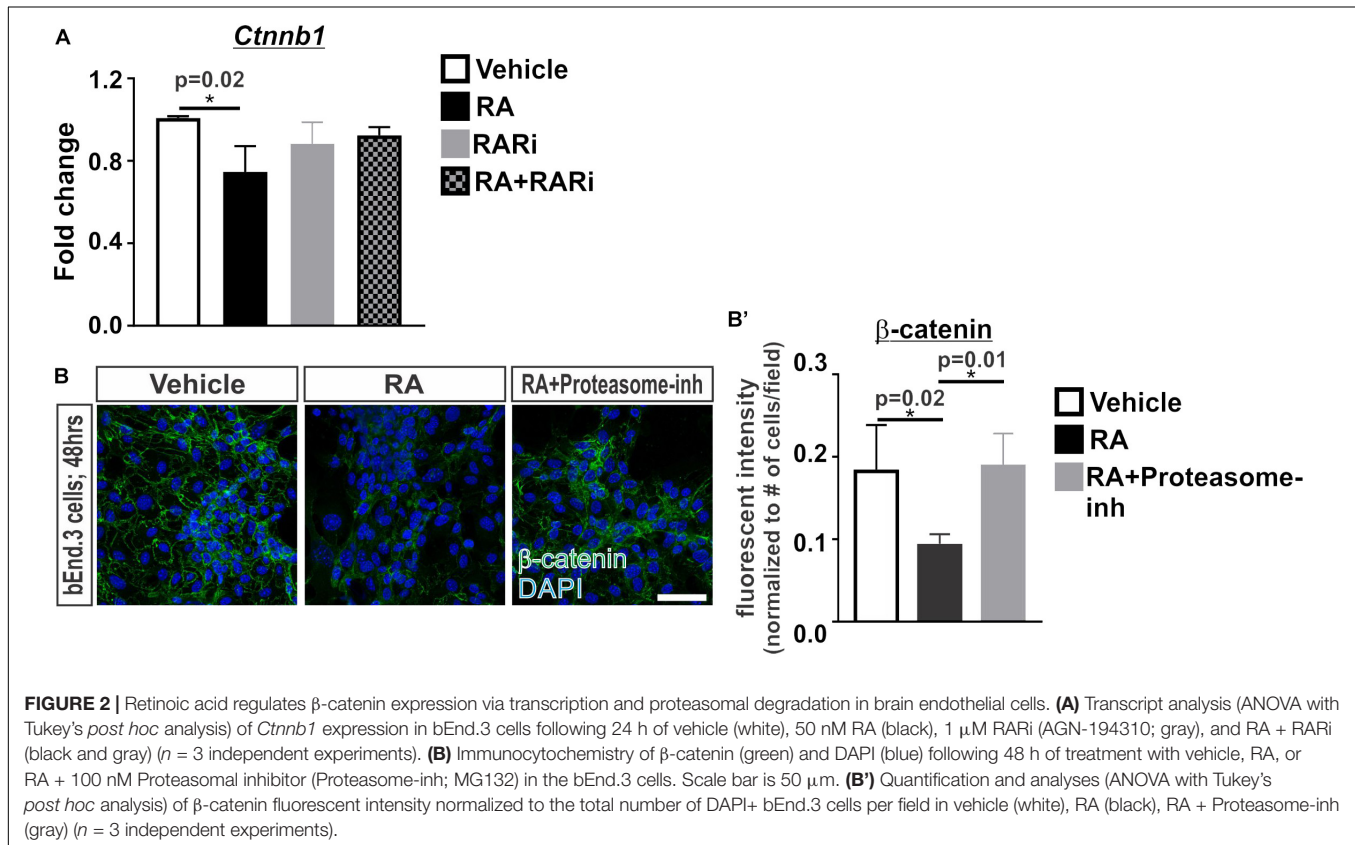 A
Ctnnb1
1.2
0.8
0.4
0.0
Fold change
p=0.02
*
Vehicle
RA
RARi
RA+RARi
B
Vehicle
RA
RA+Proteasome-inh
bEnd.3 cells; 48hrs
β-catenin
DAPI
B'
β-catenin
0.3
0.2
0.1
0.0
fluorescent intensity
(normalized to # of cells/field)
p=0.01
*
p=0.02
*
Vehicle
RA
RA+Proteasome-
inh
FIGURE 2 | Retinoic acid regulates β-catenin expression via transcription and proteasomal degradation in brain endothelial cells. (A) Transcript analysis (ANOVA with
Tukey's post hoc analysis) of Ctnnb1 expression in bEnd.3 cells following 24 h of vehicle (white), 50 nM RA (black), 1 μM RARi (AGN-194310; gray), and RA + RARi
(black and gray) (n = 3 independent experiments). (B) Immunocytochemistry of β-catenin (green) and DAPI (blue) following 48 h of treatment with vehicle, RA, or
RA + 100 nM Proteasomal inhibitor (Proteasome-inh; MG132) in the bEnd.3 cells. Scale bar is 50 μm. (B') Quantification and analyses (ANOVA with Tukey's
post hoc analysis) of β-catenin fluorescent intensity normalized to the total number of DAPI+ bEnd.3 cells per field in vehicle (white), RA (black), RA + Proteasome-inh
(gray) (n = 3 independent experiments).